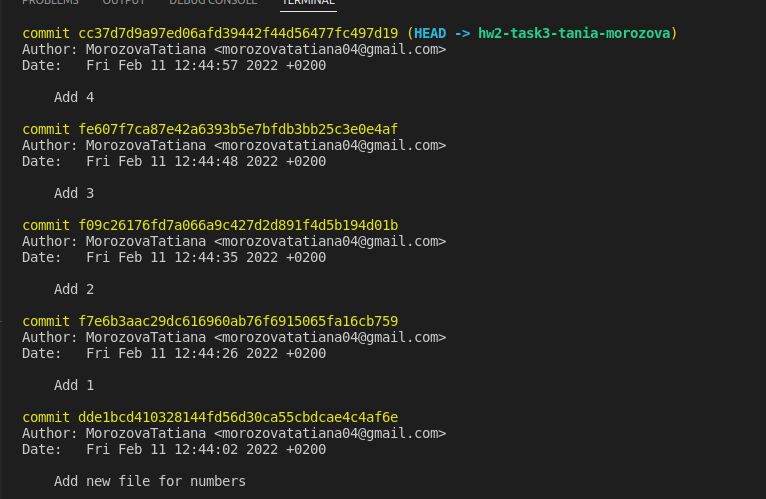 PROBLEMS OUTPUT DEBUG CONSOLE TERMINAL
commit cc37d7d9a97ed06afd39442f44d56477fc497d19 (HEAD -> hw2-task3-tania-morozova)
Author: MorozovaTatiana <morozovatatiana04@gmail.com>
Date:   Fri Feb 11 12:44:57 2022 +0200
Add 4
commit fe607f7ca87e42a6393b5e7bfdb3bb25c3e0e4af
Author: MorozovaTatiana <morozovatatiana04@gmail.com>
Date:   Fri Feb 11 12:44:48 2022 +0200
Add 3
commit f09c26176fd7a066a9c427d2d891f4d5b194d01b
Author: MorozovaTatiana <morozovatatiana04@gmail.com>
Date:   Fri Feb 11 12:44:35 2022 +0200
Add 2
commit f7e6b3aac29dc616960ab76f6915065fa16cb759
Author: MorozovaTatiana <morozovatatiana04@gmail.com>
Date:   Fri Feb 11 12:44:26 2022 +0200
Add 1
commit dde1bcd410328144fd56d30ca55cbdcae4c4af6e
Author: MorozovaTatiana <morozovatatiana04@gmail.com>
Date:   Fri Feb 11 12:44:02 2022 +0200
Add new file for numbers